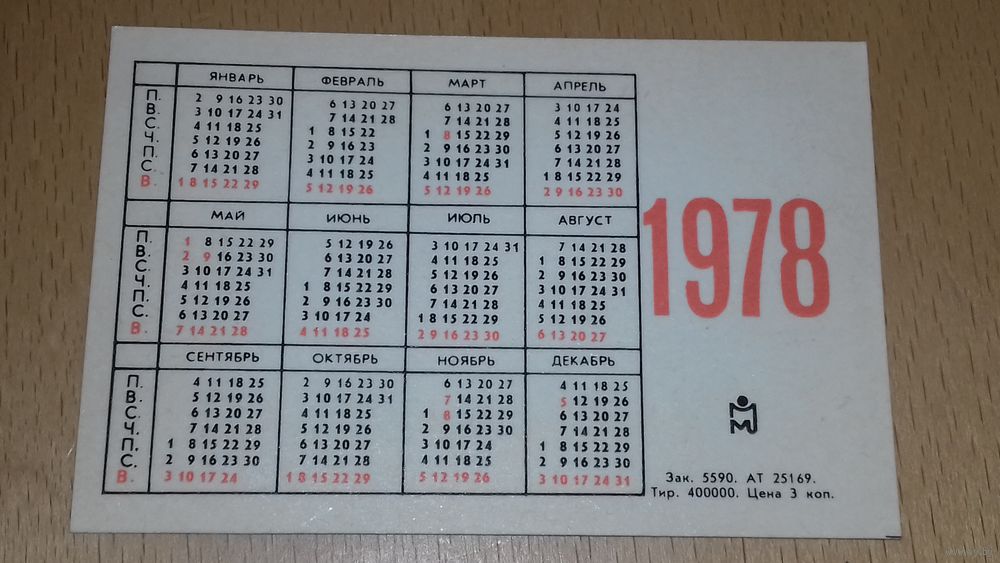 ЯНВАРЬ ФЕВРАЛЬ МАРТ АПРЕЛЬ
П. 2 9 16 23 30 6 13 20 27 6 13 20 27 3 10 17 24
В. 3 10 17 24 31 7 14 21 28 7 14 21 28 4 11 18 25
С. 4 11 18 25 1 8 15 22 1 8 15 22 29 5 12 19 26
Ч. 5 12 19 26 2 9 16 23 2 9 16 23 30 6 13 20 27
П. 6 13 20 27 3 10 17 24 3 10 17 24 31 7 14 21 28
С. 7 14 21 28 4 11 18 25 4 11 18 25 1 8 15 22 29
В. 1 8 15 22 29 5 12 19 26 5 12 19 26 2 9 16 23 30
МАЙ ИЮНЬ ИЮЛЬ АВГУСТ
П. 1 8 15 22 29 5 12 19 26 3 10 17 24 31 7 14 21 28
В. 2 9 16 23 30 6 13 20 27 4 11 18 25 1 8 15 22 29
С. 3 10 17 24 31 7 14 21 28 5 12 19 26 2 9 16 23 30
Ч. 4 11 18 25 1 8 15 22 29 6 13 20 27 3 10 17 24 31
П. 5 12 19 26 2 9 16 23 30 7 14 21 28 4 11 18 25
С. 6 13 20 27 3 10 17 24 1 8 15 22 29 5 12 19 26
В. 7 14 21 28 4 11 18 25 2 9 16 23 30 6 13 20 27
СЕНТЯБРЬ ОКТЯБРЬ НОЯБРЬ ДЕКАБРЬ
П. 4 11 18 25 2 9 16 23 30 6 13 20 27 4 11 18 25
В. 5 12 19 26 3 10 17 24 31 7 14 21 28 5 12 19 26
С. 6 13 20 27 4 11 18 25 1 8 15 22 29 6 13 20 27
Ч. 7 14 21 28 5 12 19 26 2 9 16 23 30 7 14 21 28
П. 1 8 15 22 29 6 13 20 27 3 10 17 24 1 8 15 22 29
С. 2 9 16 23 30 7 14 21 28 4 11 18 25 2 9 16 23 30
В. 3 10 17 24 1 8 15 22 29 5 12 19 26 3 10 17 24 31
1978
Зак. 5590. АТ 25169.
Тир. 400000. Цена 3 коп.